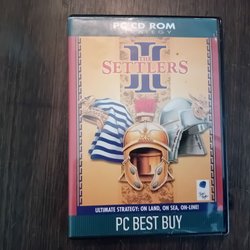 PC CD ROM
STRATEGY
THE
SETTLERS
III
ULTIMATE STRATEGY: ON LAND, ON SEA, ON-LINE!
PC BEST BUY